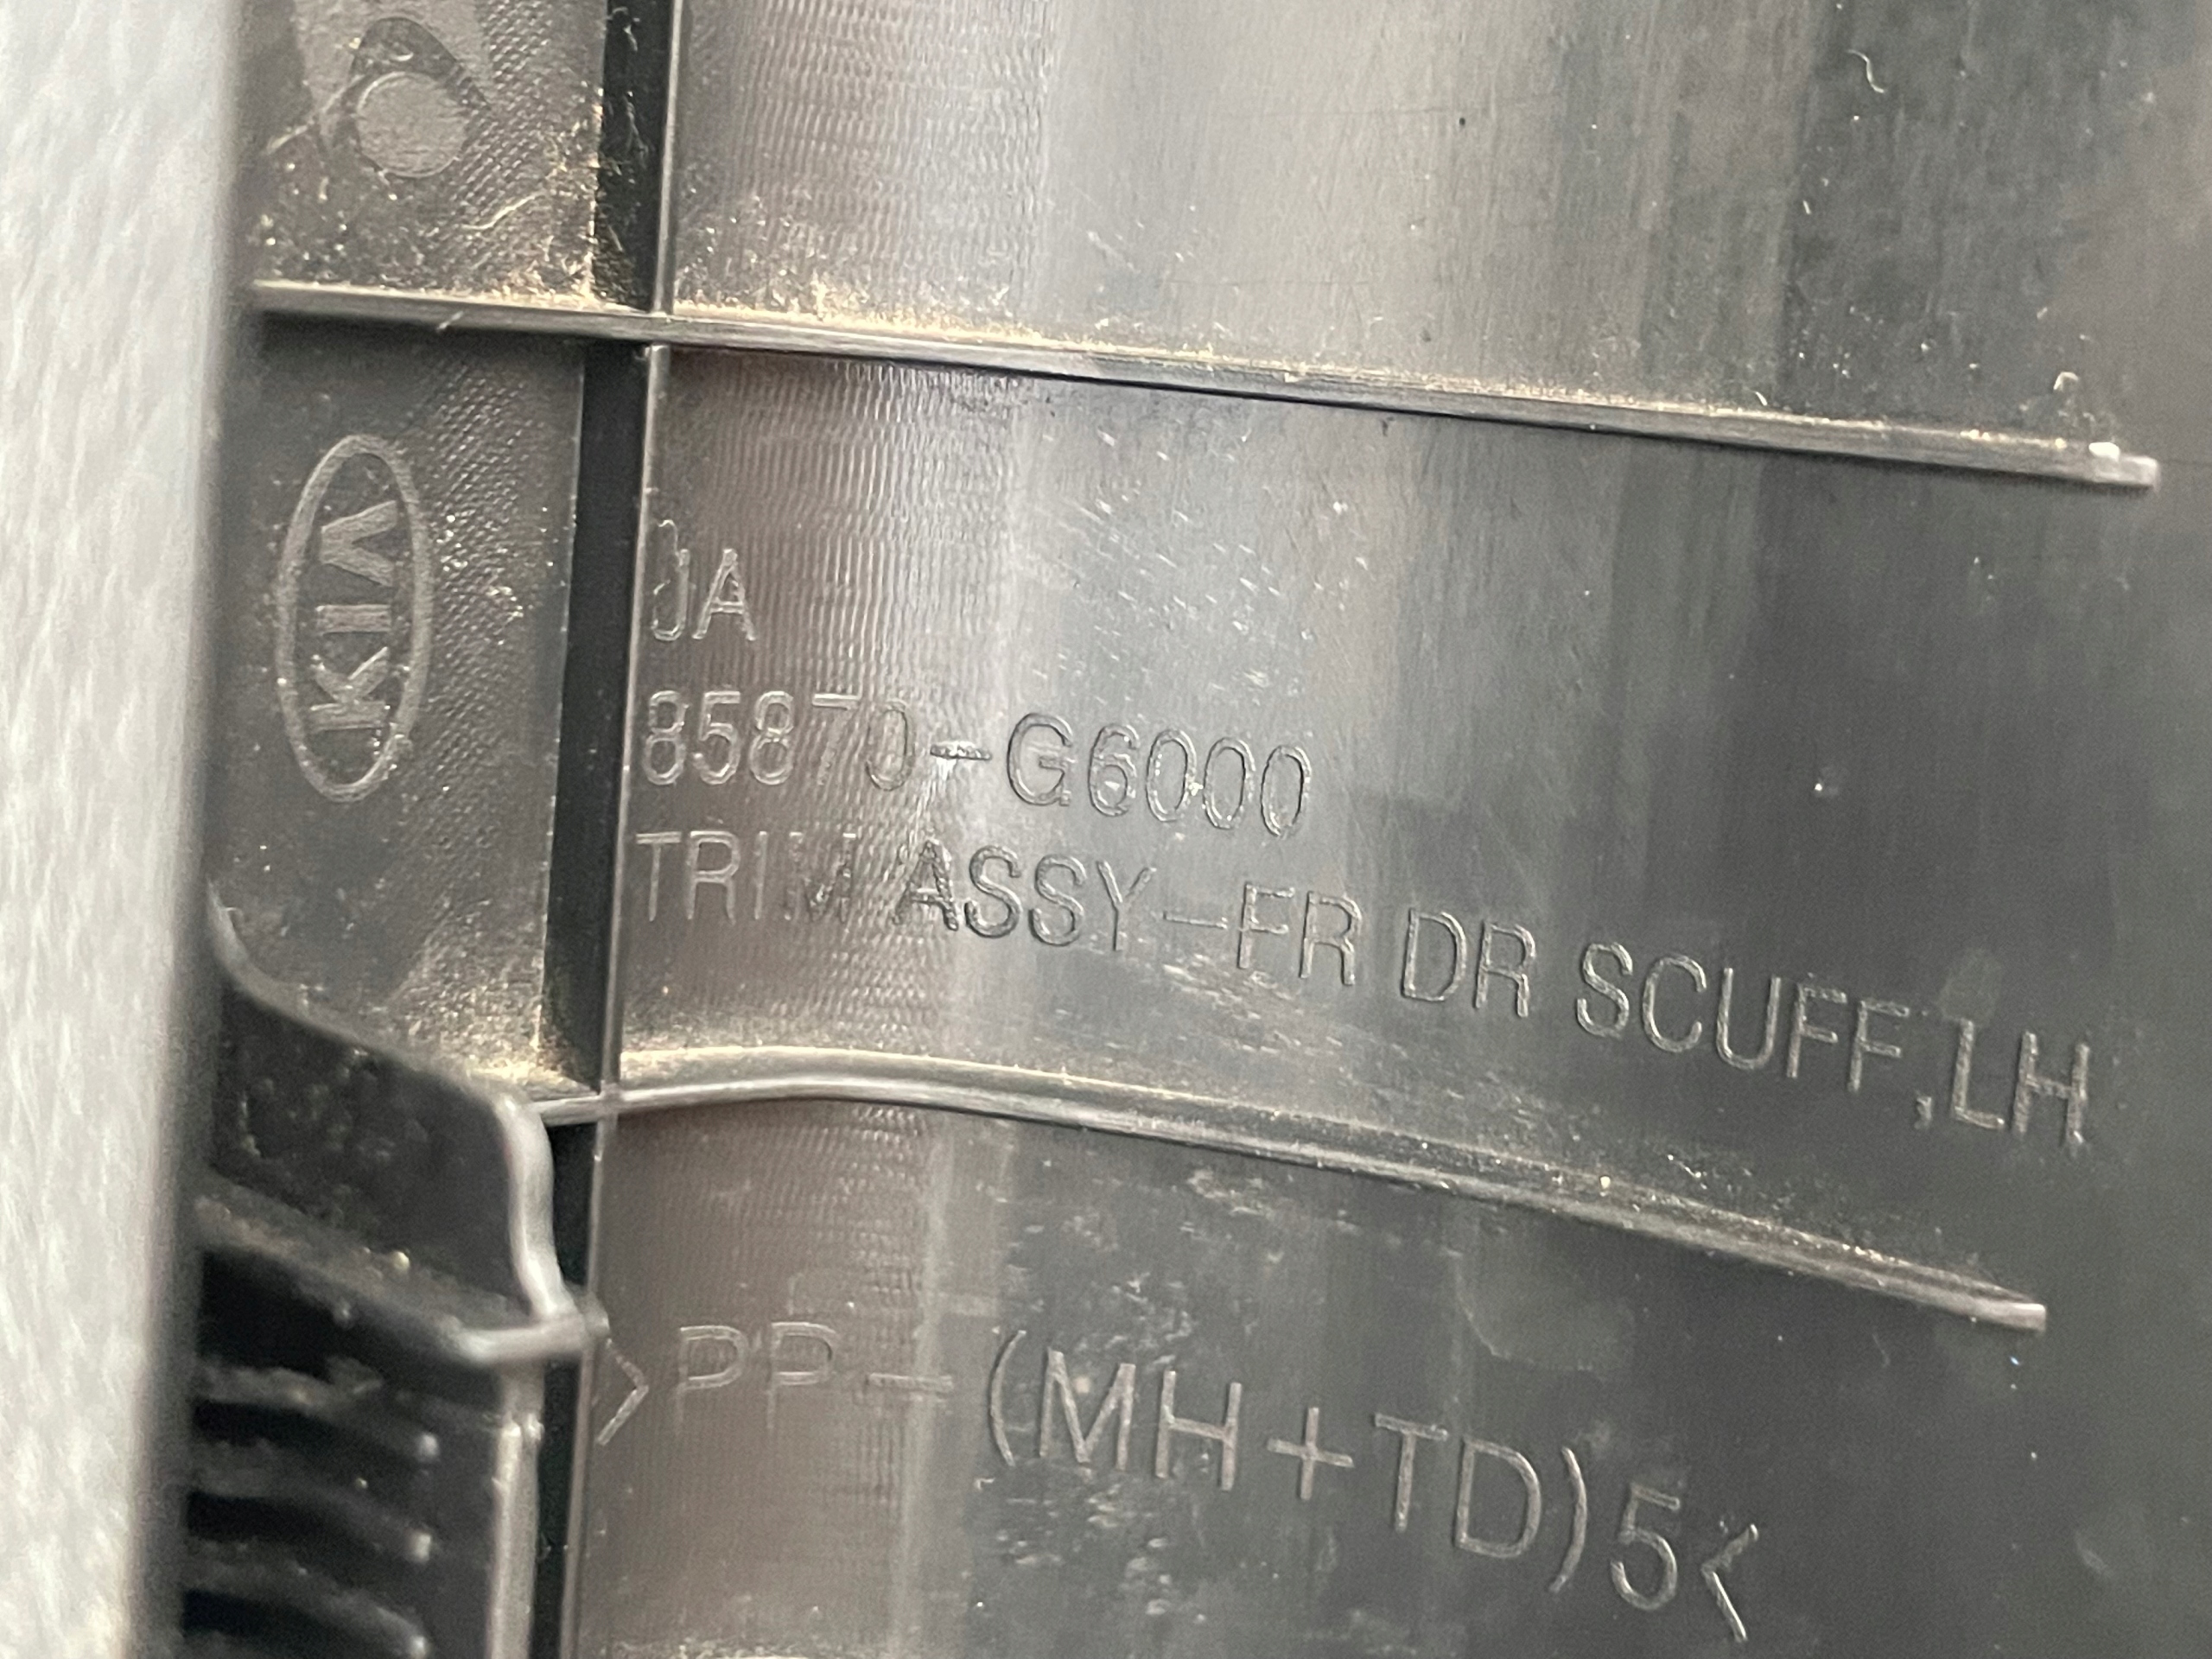 KIA
JA
85870-G6000
TRIM ASSY-FR DR SCUFF,LH
>PP-(MH+TD)5<